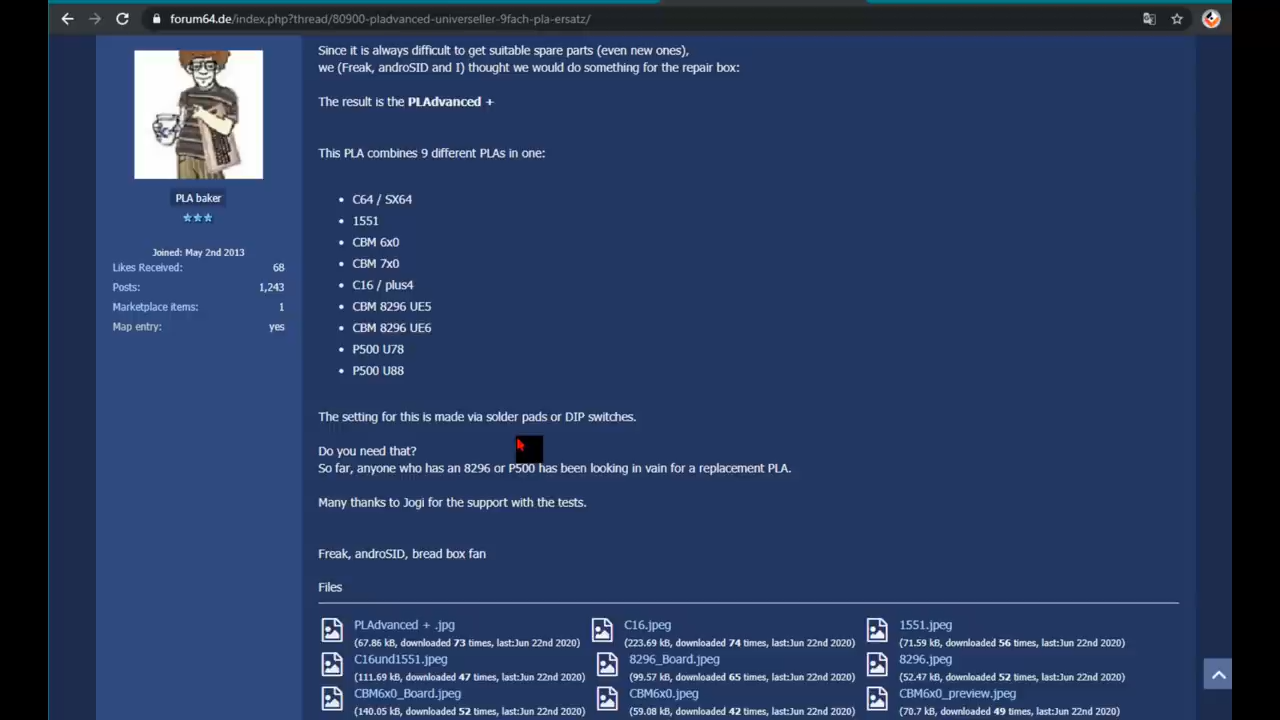 forum64.de/index.php?thread/80900-pladvanced-universeller-9fach-pla-ersatz/
Since it is always difficult to get suitable spare parts (even new ones),
we (Freak, androSID and I) thought we would do something for the repair box:
The result is the PLAdvanced +
This PLA combines 9 different PLAs in one:
PLA baker
• C64 / SX64
• 1551
Joined: May 2nd 2013
• CBM 6x0
Likes Received: 68
• CBM 7x0
Posts: 1,243
• C16 / plus4
Marketplace items: 1
• CBM 8296 UE5
Map entry: yes
• CBM 8296 UE6
• P500 U78
• P500 U88
The setting for this is made via solder pads or DIP switches.
Do you need that?
So far, anyone who has an 8296 or P500 has been looking in vain for a replacement PLA.
Many thanks to Jogi for the support with the tests.
Freak, androSID, bread box fan
Files
PLAdvanced + .jpg
(67.86 kB, downloaded 73 times, last:Jun 22nd 2020)
C16.jpeg
(223.69 kB, downloaded 74 times, last:Jun 22nd 2020)
1551.jpeg
(71.59 kB, downloaded 56 times, last:Jun 22nd 2020)
C16und1551.jpeg
(111.69 kB, downloaded 47 times, last:Jun 22nd 2020)
8296_Board.jpeg
(99.57 kB, downloaded 65 times, last:Jun 22nd 2020)
8296.jpeg
(52.47 kB, downloaded 52 times, last:Jun 22nd 2020)
CBM6x0_Board.jpeg
(140.05 kB, downloaded 52 times, last:Jun 22nd 2020)
CBM6x0.jpeg
(59.08 kB, downloaded 42 times, last:Jun 22nd 2020)
CBM6x0_preview.jpeg
(70.7 kB, downloaded 49 times, last:Jun 22nd 2020)